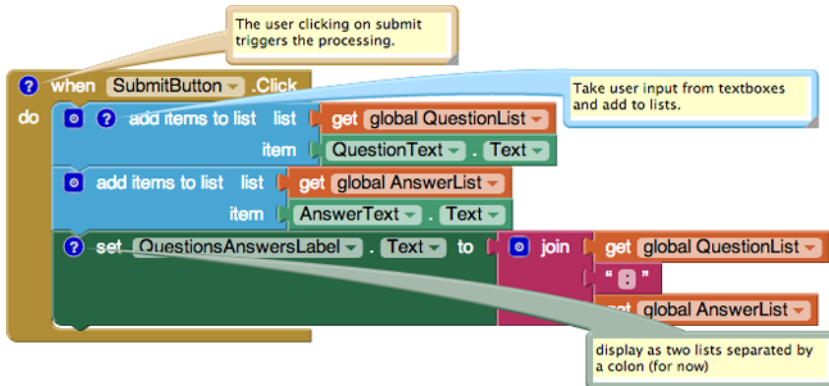 The user clicking on submit
triggers the processing.
when SubmitButton .Click
Take user input from textboxes
and add to lists.
do add items to list list get global QuestionList
item QuestionText . Text
add items to list list get global AnswerList
item AnswerText . Text
set QuestionsAnswersLabel . Text to join get global QuestionList
" : "
get global AnswerList
display as two lists separated by
a colon (for now)